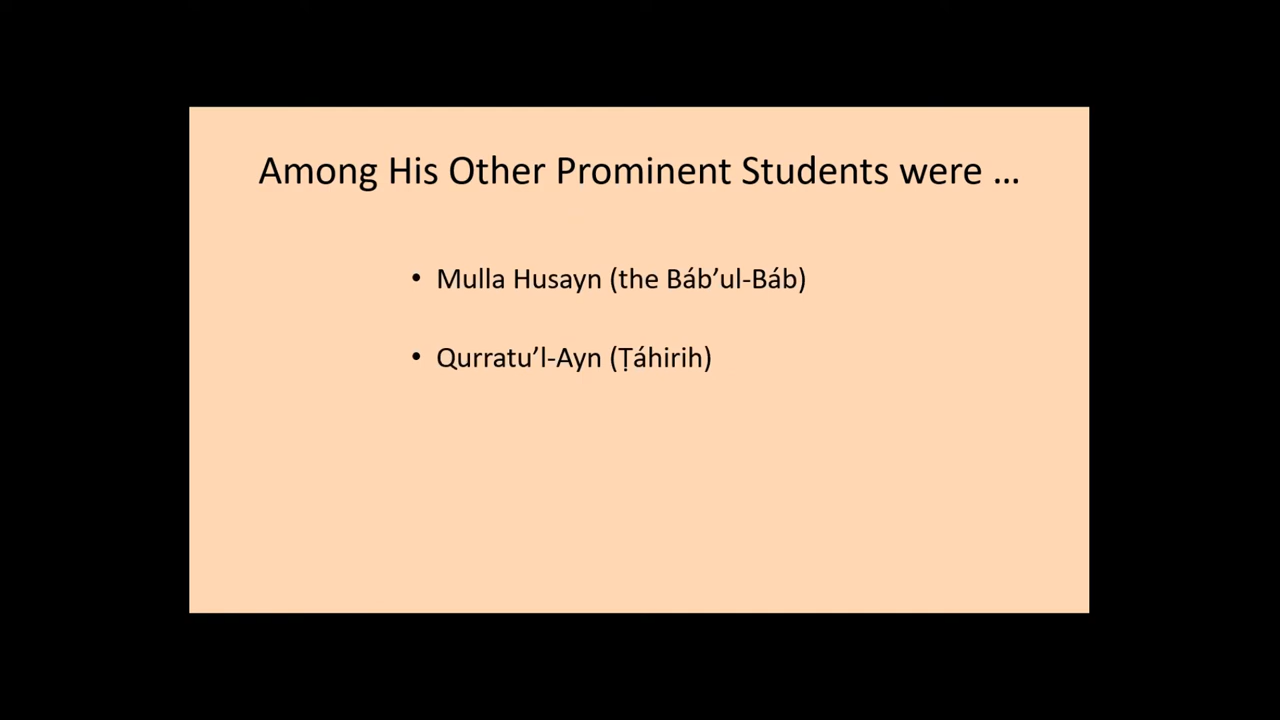 Among His Other Prominent Students were …
• Mulla Husayn (the Báb’ul-Báb)
• Qurratu’l-Ayn (Ṭáhirih)